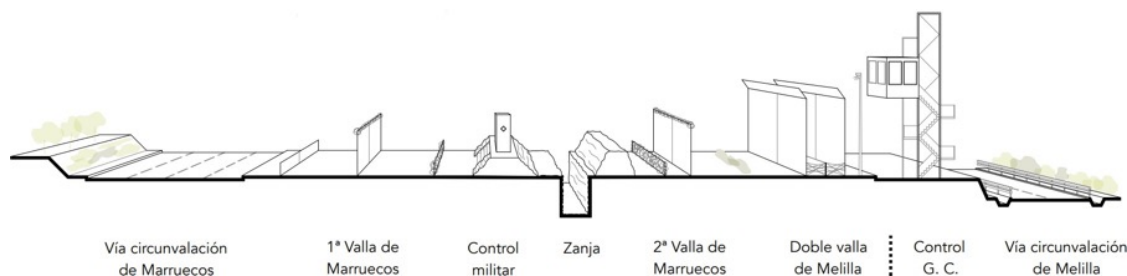 Vía circunvalación
de Marruecos
1ª Valla de
Marruecos
Control
militar
Zanja
2ª Valla de
Marruecos
Doble valla
de Melilla
Control
G. C.
Vía circunvalación
de Melilla